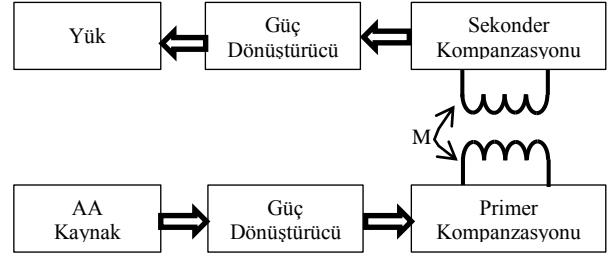 Yük
Güç
Dönüştürücü
Sekonder
Kompanzasyonu
M
AA
Kaynak
Güç
Dönüştürücü
Primer
Kompanzasyonu